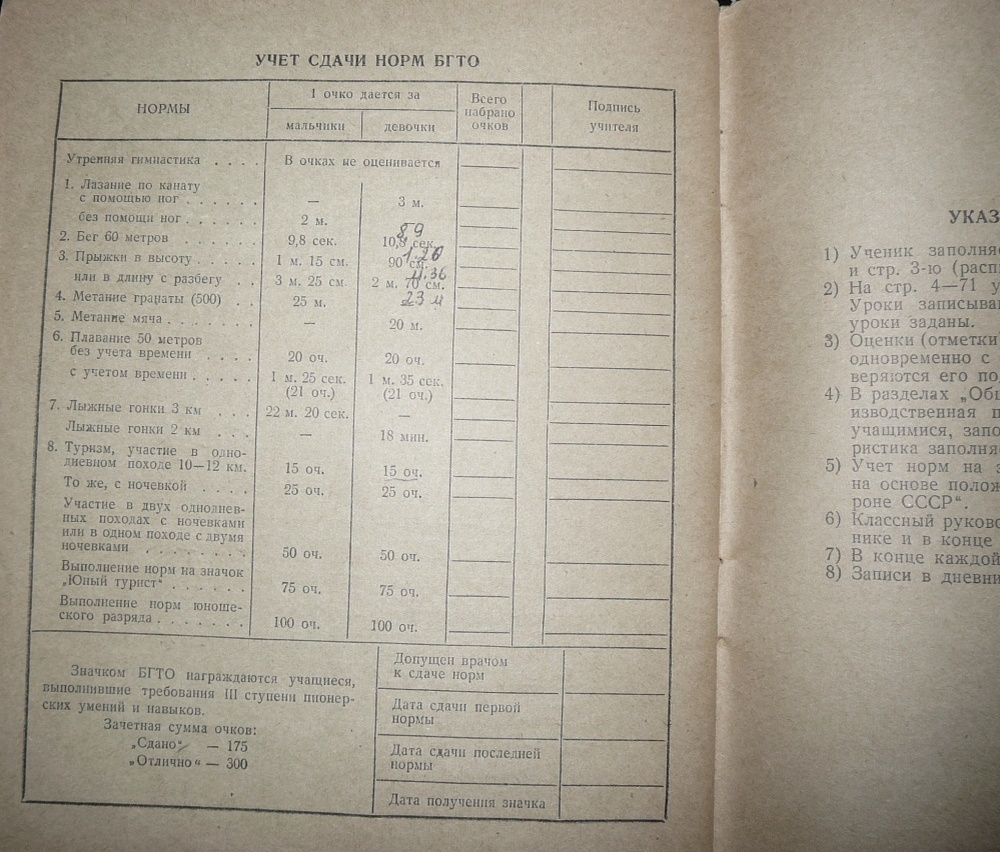 УЧЕТ СДАЧИ НОРМ БГТО
НОРМЫ
1 очко дается за
мальчики девочки
Всего
набрано
очков
Подпись
учителя
Утренняя гимнастика . . . . В очках не оценивается
1. Лазание по канату
с помощью ног . . . . . . — 3 м.
без помощи ног . . . . . . 2 м.
89
2. Бег 60 метров . . . . . . 9,8 сек. 10,8 сек.
1.20
3. Прыжки в высоту . . . . . 1 м. 15 см. 90 см.
4.36
или в длину с разбегу . . 3 м. 25 см. 2 м. 70 см.
4. Метание гранаты (500) . . 25 м. 23 м
5. Метание мяча . . . . . . . — 20 м.
6. Плавание 50 метров
без учета времени . . . . 20 оч. 20 оч.
с учетом времени . . . . . 1 м. 25 сек. 1 м. 35 сек.
(21 оч.) (21 оч.)
7. Лыжные гонки 3 км . . . 22 м. 20 сек. —
Лыжные гонки 2 км . . . — 18 мин.
8. Туризм, участие в одно-
дневном походе 10—12 км. 15 оч. 15 оч.
То же, с ночевкой . . . . 25 оч. 25 оч.
Участие в двух одноднев-
ных походах с ночевками
или в одном походе с двумя
ночевками . . . . . . . . 50 оч. 50 оч.
Выполнение норм на значок
„Юный турист“ . . . . . . 75 оч. 75 оч.
Выполнение норм юноше-
ского разряда . . . . . . . 100 оч. 100 оч.
Значком БГТО награждаются учащиеся,
выполнившие требования III ступени пионер-
ских умений и навыков.
Зачетная сумма очков:
„Сдано“ — 175
„Отлично“ — 300
Допущен врачом
к сдаче норм
Дата сдачи первой
нормы
Дата сдачи последней
нормы
Дата получения значка
УКАЗ
1) Ученик заполня
и стр. 3-ю (расп
2) На стр. 4—71 у
Уроки записыва
уроки заданы.
3) Оценки (отметки
одновременно с
веряются его по
4) В разделах „Об
изводственная п
учащимися, запо
ристика заполня
5) Учет норм на з
на основе полож
роне СССР“.
6) Классный руково
нике и в конце
7) В конце каждой
8) Записи в дневни